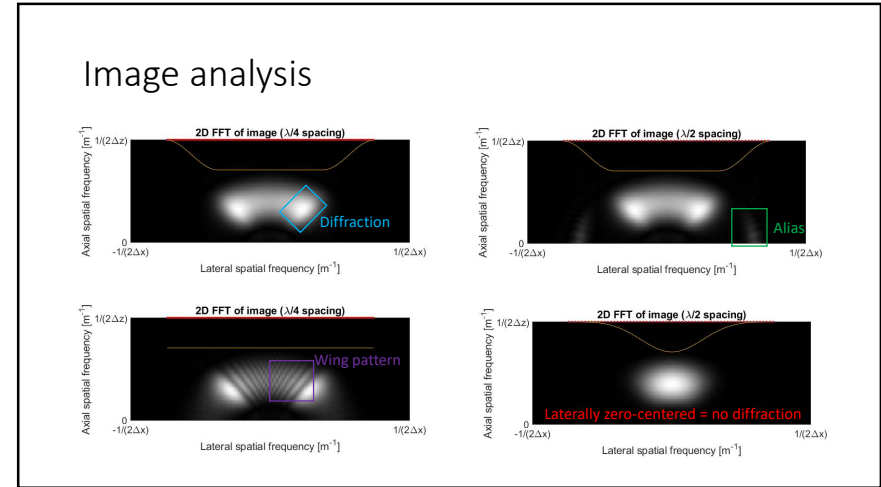 Image analysis
2D FFT of image (λ/4 spacing)
1/(2Δz)
Axial spatial frequency [m⁻¹]
Diffraction
0
-1/(2Δx)
1/(2Δx)
Lateral spatial frequency [m⁻¹]
2D FFT of image (λ/2 spacing)
1/(2Δz)
Axial spatial frequency [m⁻¹]
Alias
0
-1/(2Δx)
1/(2Δx)
Lateral spatial frequency [m⁻¹]
2D FFT of image (λ/4 spacing)
1/(2Δz)
Axial spatial frequency [m⁻¹]
Wing pattern
0
-1/(2Δx)
1/(2Δx)
Lateral spatial frequency [m⁻¹]
2D FFT of image (λ/2 spacing)
1/(2Δz)
Axial spatial frequency [m⁻¹]
Laterally zero-centered = no diffraction
0
-1/(2Δx)
1/(2Δx)
Lateral spatial frequency [m⁻¹]